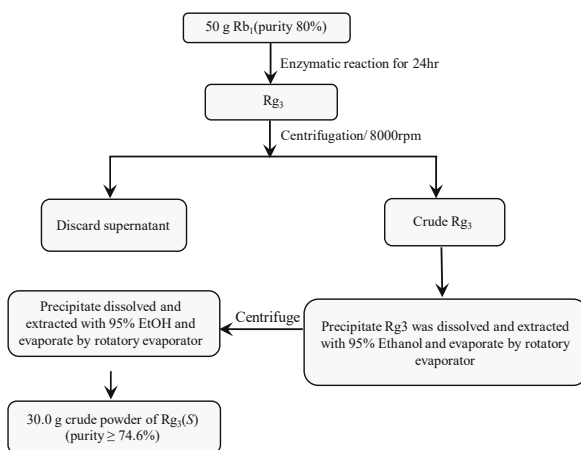 50 g Rb₁(purity 80%)
Enzymatic reaction for 24hr
Rg₃
Centrifugation/ 8000rpm
Discard supernatant
Crude Rg₃
Precipitate dissolved and
extracted with 95% EtOH and
evaporate by rotatory evaporator
Centrifuge
Precipitate Rg3 was dissolved and extracted
with 95% Ethanol and evaporate by rotatory
evaporator
30.0 g crude powder of Rg₃(S)
(purity ≥ 74.6%)